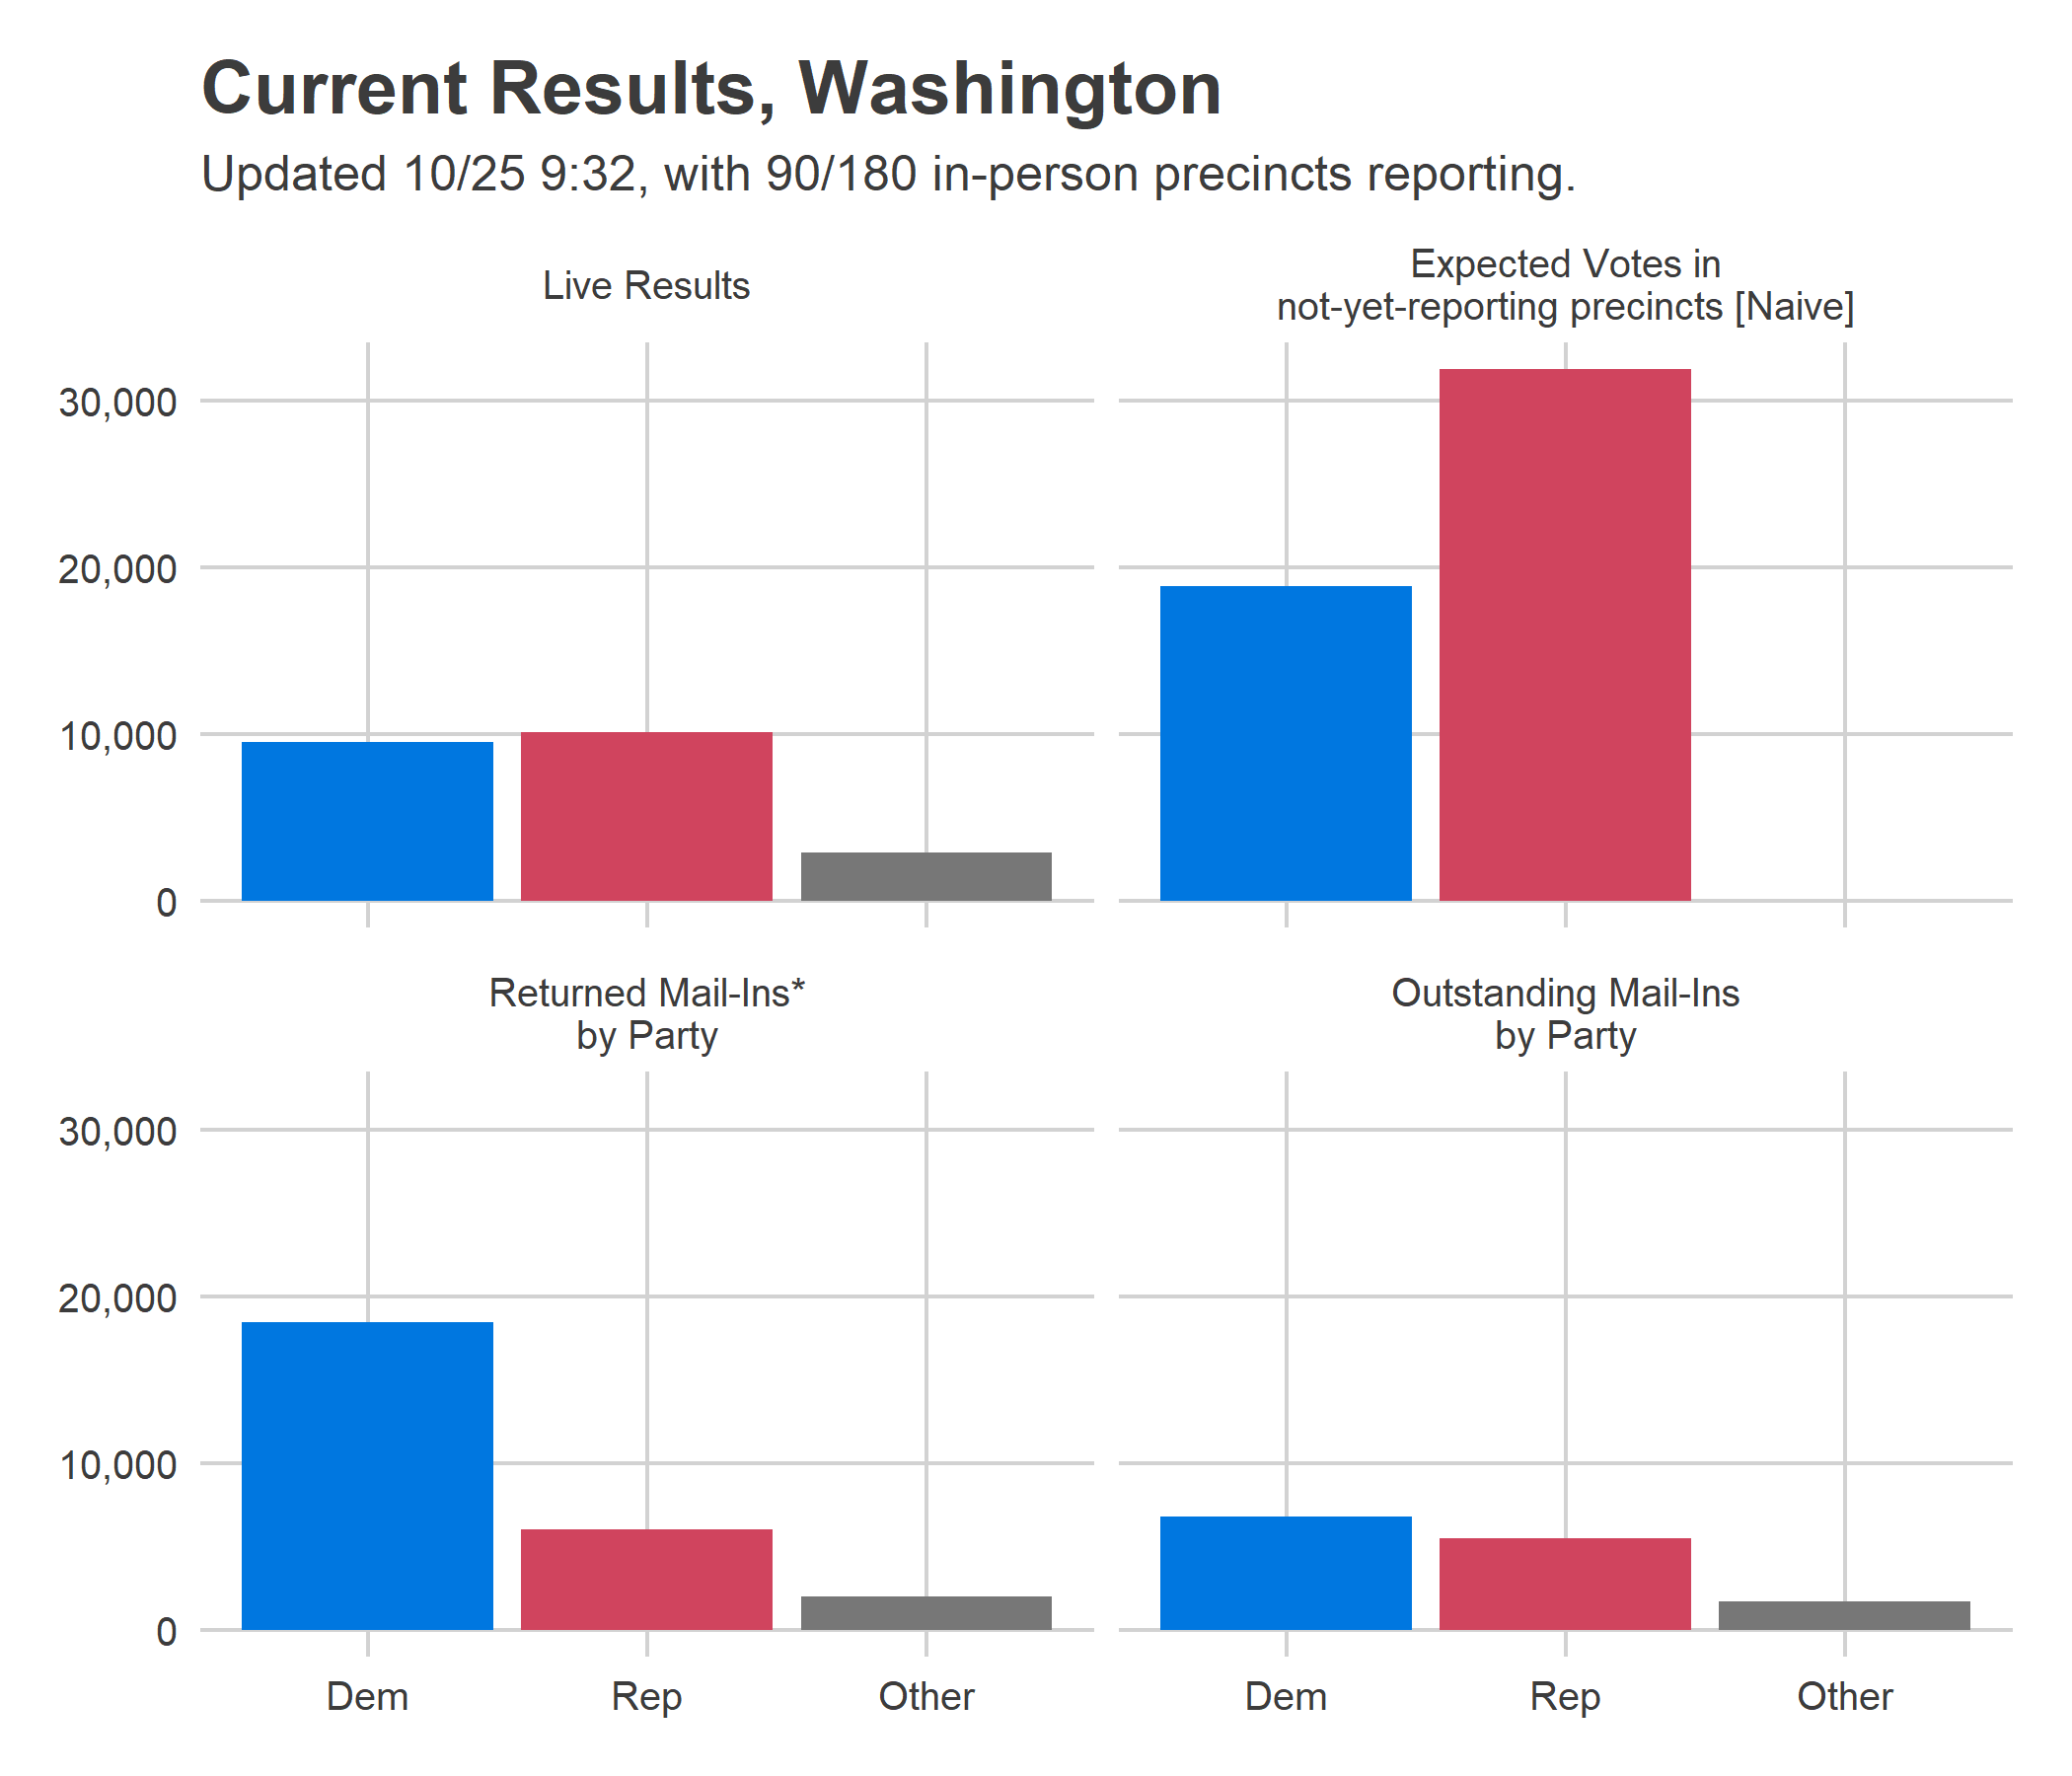 Current Results, Washington
Updated 10/25 9:32, with 90/180 in-person precincts reporting.
Live Results
Expected Votes in
not-yet-reporting precincts [Naive]
30,000
20,000
10,000
0
Returned Mail-Ins*
by Party
Outstanding Mail-Ins
by Party
30,000
20,000
10,000
0
Dem Rep Other Dem Rep Other